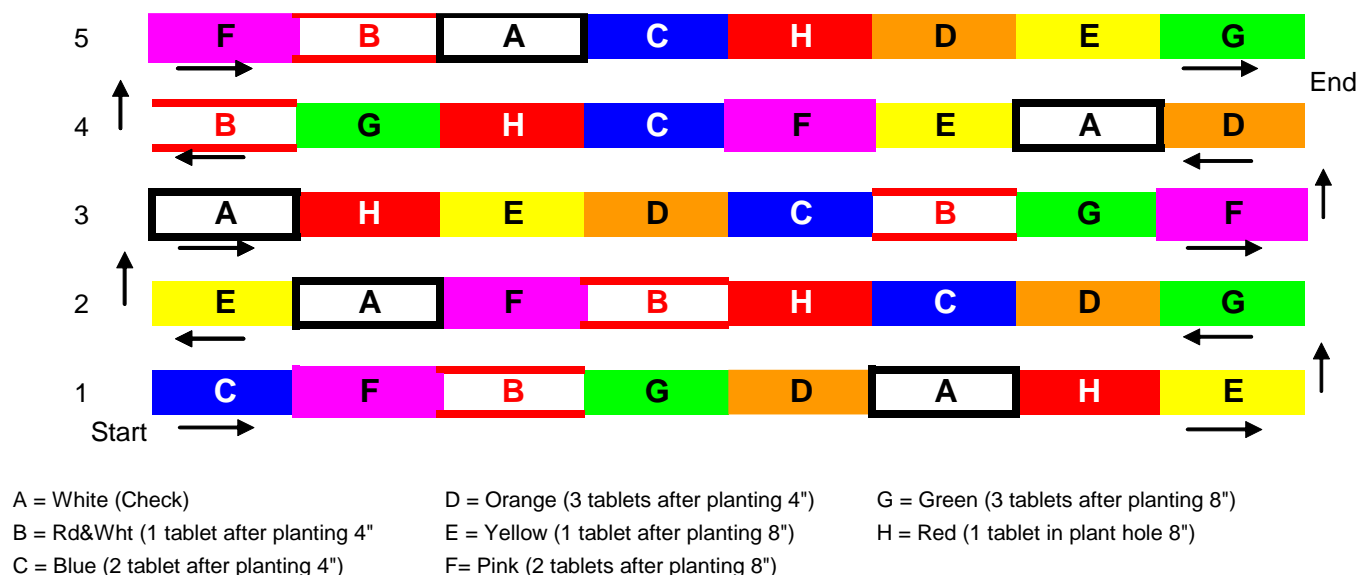 5 F B A C H D E G
End
4 B G H C F E A D
3 A H E D C B G F
2 E A F B H C D G
1 C F B G D A H E
Start
A = White (Check)
D = Orange (3 tablets after planting 4")
G = Green (3 tablets after planting 8")
B = Rd&Wht (1 tablet after planting 4"
E = Yellow (1 tablet after planting 8")
H = Red (1 tablet in plant hole 8")
C = Blue (2 tablet after planting 4")
F= Pink (2 tablets after planting 8")